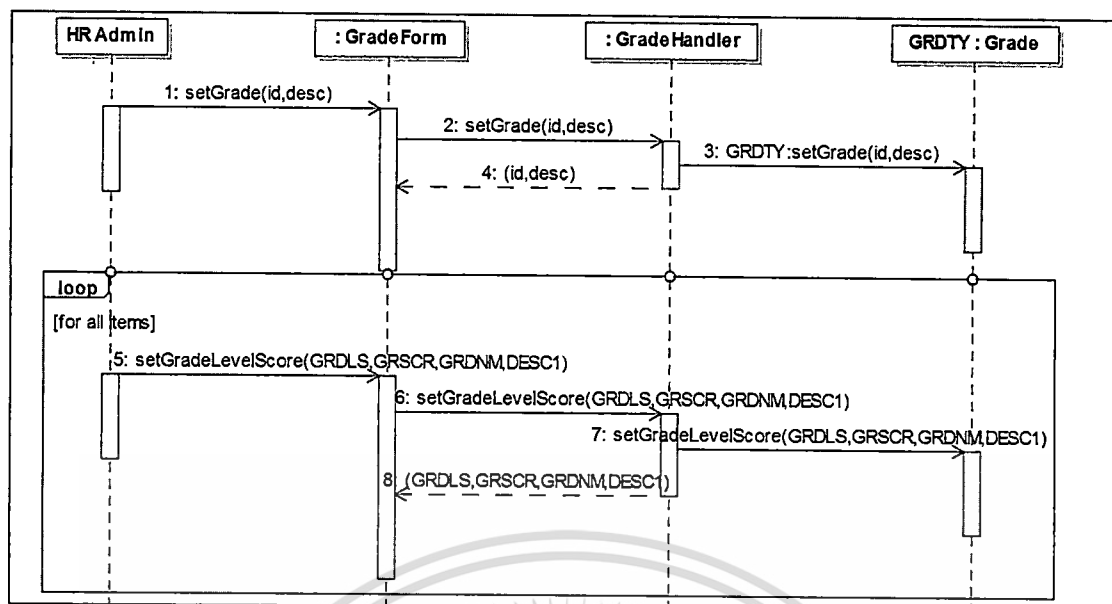 HR Admin
: GradeForm
: GradeHandler
GRDTY : Grade
1: setGrade(id,desc)
2: setGrade(id,desc)
3: GRDTY:setGrade(id,desc)
4: (id,desc)
loop
[for all items]
5: setGradeLevelScore(GRDLS,GRSCR,GRDNM,DESC1)
6: setGradeLevelScore(GRDLS,GRSCR,GRDNM,DESC1)
7: setGradeLevelScore(GRDLS,GRSCR,GRDNM,DESC1)
8: (GRDLS,GRSCR,GRDNM,DESC1)